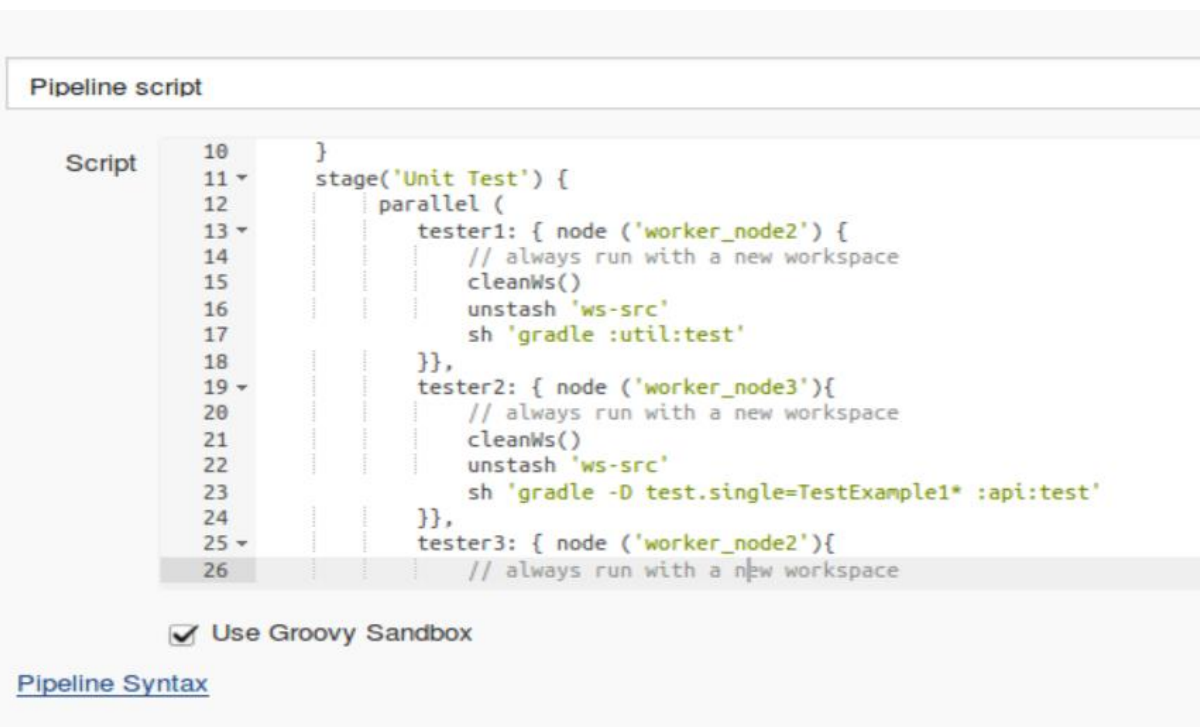 Pipeline script
Script
10 }
11 stage('Unit Test') {
12 parallel (
13 tester1: { node ('worker_node2') {
14 // always run with a new workspace
15 cleanWs()
16 unstash 'ws-src'
17 sh 'gradle :util:test'
18 }},
19 tester2: { node ('worker_node3'){
20 // always run with a new workspace
21 cleanWs()
22 unstash 'ws-src'
23 sh 'gradle -D test.single=TestExample1* :api:test'
24 }},
25 tester3: { node ('worker_node2'){
26 // always run with a new workspace
Use Groovy Sandbox
Pipeline Syntax